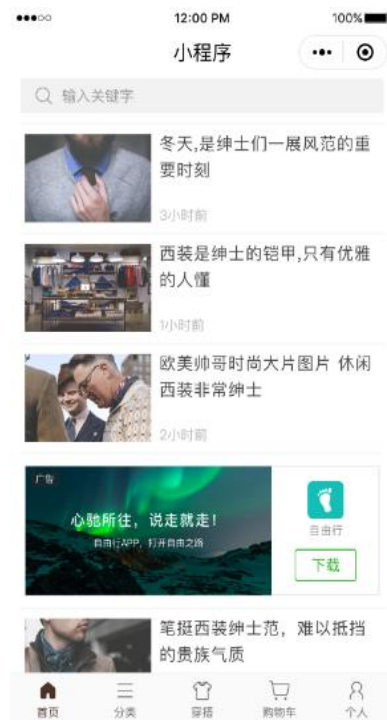 12:00 PM
100%
小程序
输入关键字
冬天,是绅士们一展风范的重
要时刻
3小时前
西装是绅士的铠甲,只有优雅
的人懂
1小时前
欧美帅哥时尚大片图片 休闲
西装非常绅士
2小时前
广告
心驰所往，说走就走！
自由行APP，打开自由之路
自由行
下载
笔挺西装绅士范，难以抵挡
的贵族气质
首页
分类
穿搭
购物车
个人